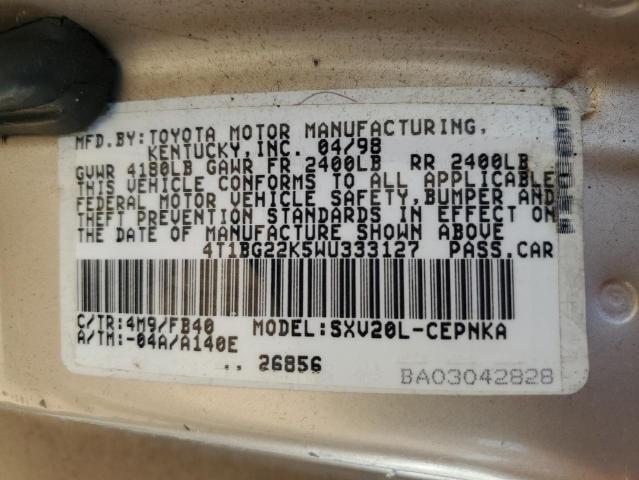 MFD.BY:TOYOTA MOTOR MANUFACTURING,
KENTUCKY,INC. 04/98
GVWR 4180LB GAWR FR 2400LB RR 2400LB
THIS VEHICLE CONFORMS TO ALL APPLICABLE
FEDERAL MOTOR VEHICLE SAFETY,BUMPER AND
THEFT PREVENTION STANDARDS IN EFFECT ON
THE DATE OF MANUFACTURE SHOWN ABOVE
4T1BG22K5WU333127 PASS.CAR
C/TR:4M9/FB40 MODEL:SXV20L-CEPNKA
A/TM:-04A/A140E
.. 26856
BA03042828